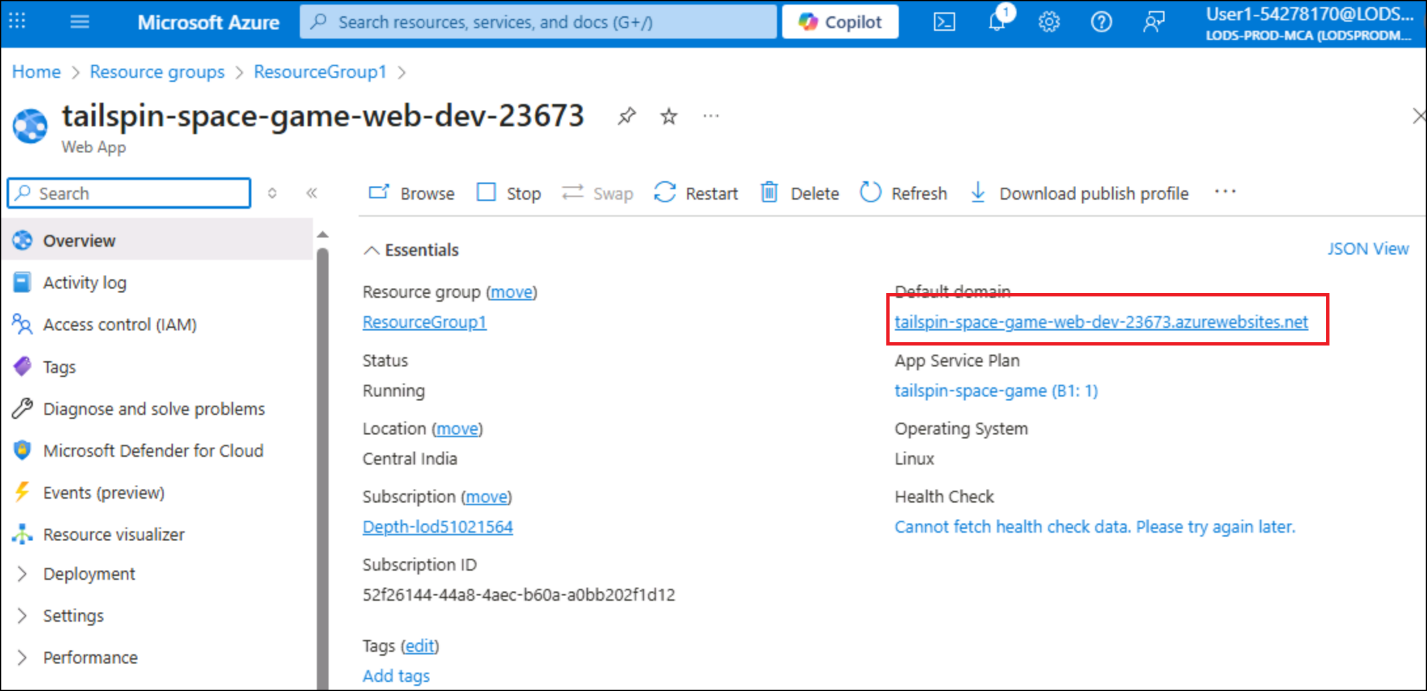 Microsoft Azure
Search resources, services, and docs (G+/)
Copilot
1
User1-54278170@LODS...
LODS-PROD-MCA (LODSPRODM...
Home > Resource groups > ResourceGroup1 >
tailspin-space-game-web-dev-23673
...
Web App
Search
Browse
Stop
Swap
Restart
Delete
Refresh
Download publish profile
...
Overview
Activity log
Access control (IAM)
Tags
Diagnose and solve problems
Microsoft Defender for Cloud
Events (preview)
Resource visualizer
Deployment
Settings
Performance
Essentials
JSON View
Resource group (move)
ResourceGroup1
Status
Running
Location (move)
Central India
Subscription (move)
Depth-lod51021564
Subscription ID
52f26144-44a8-4aec-b60a-a0bb202f1d12
Tags (edit)
Add tags
Default domain
tailspin-space-game-web-dev-23673.azurewebsites.net
App Service Plan
tailspin-space-game (B1: 1)
Operating System
Linux
Health Check
Cannot fetch health check data. Please try again later.